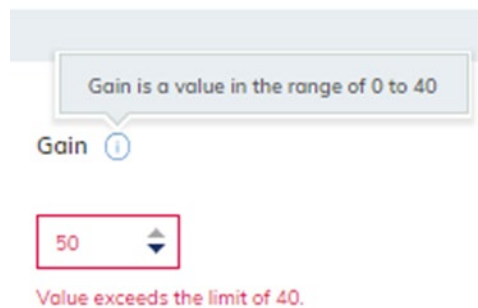 Gain is a value in the range of 0 to 40
Gain
50
Value exceeds the limit of 40.